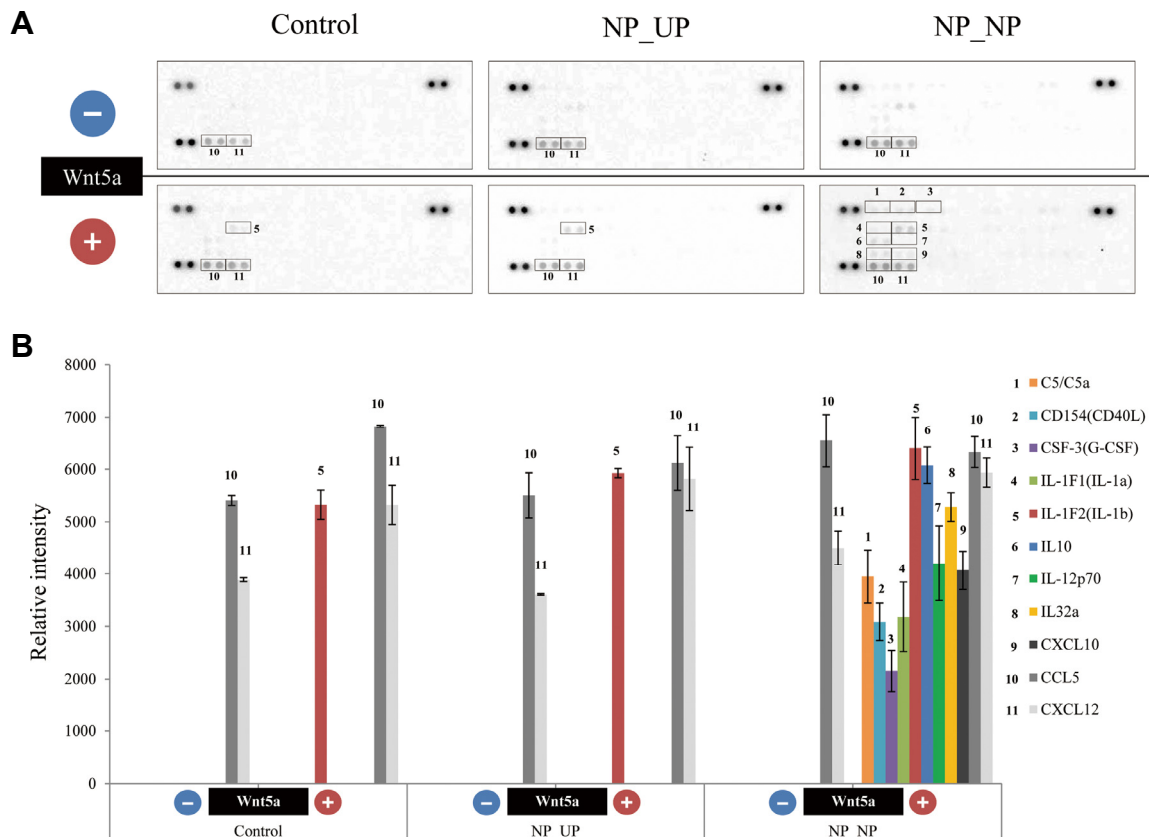 A
Control NP_UP NP_NP
−
10 11 10 11 10 11
Wnt5a
1 2 3
+
5 5 4 5
6 7
8 9
10 11 10 11 10 11
B
Relative intensity
8000
7000
6000
5000
4000
3000
2000
1000
0
10 11 5 10 11
10 11 5 10 11
10 11 1 2 3 4 5 6 7 8 9 10 11
1 C5/C5a
2 CD154(CD40L)
3 CSF-3(G-CSF)
4 IL-1F1(IL-1a)
5 IL-1F2(IL-1b)
6 IL10
7 IL-12p70
8 IL32a
9 CXCL10
10 CCL5
11 CXCL12
− Wnt5a + − Wnt5a + − Wnt5a +
Control NP_UP NP_NP